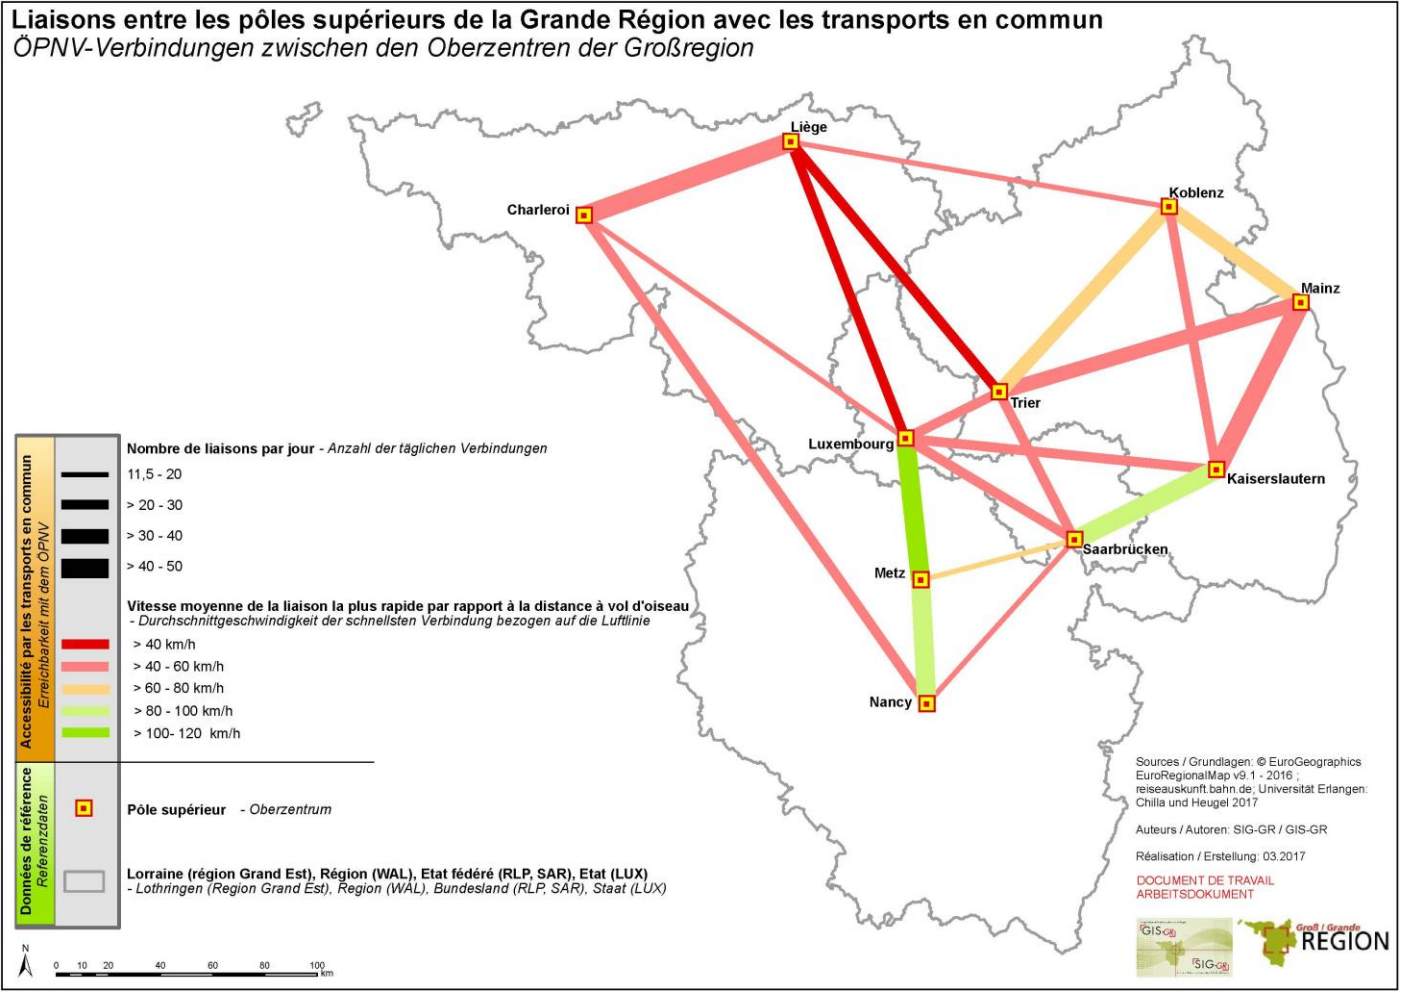 Liaisons entre les pôles supérieurs de la Grande Région avec les transports en commun
ÖPNV-Verbindungen zwischen den Oberzentren der Großregion
Liège
Koblenz
Charleroi
Mainz
Trier
Luxembourg
Kaiserslautern
Saarbrücken
Metz
Nancy
Accessibilité par les transports en commun
Erreichbarkeit mit dem ÖPNV
Nombre de liaisons par jour - Anzahl der täglichen Verbindungen
11,5 - 20
> 20 - 30
> 30 - 40
> 40 - 50
Vitesse moyenne de la liaison la plus rapide par rapport à la distance à vol d'oiseau
- Durchschnittgeschwindigkeit der schnellsten Verbindung bezogen auf die Luftlinie
> 40 km/h
> 40 - 60 km/h
> 60 - 80 km/h
> 80 - 100 km/h
> 100- 120 km/h
Données de référence
Referenzdaten
Pôle supérieur - Oberzentrum
Lorraine (région Grand Est), Région (WAL), Etat fédéré (RLP, SAR), Etat (LUX)
- Lothringen (Region Grand Est), Region (WAL), Bundesland (RLP, SAR), Staat (LUX)
N
0 10 20 40 60 80 100
km
Sources / Grundlagen: © EuroGeographics
EuroRegionalMap v9.1 - 2016 ;
reiseauskunft.bahn.de; Universität Erlangen:
Chilla und Heugel 2017
Auteurs / Autoren: SIG-GR / GIS-GR
Réalisation / Erstellung: 03.2017
DOCUMENT DE TRAVAIL
ARBEITSDOKUMENT
GIS-GR
SIG-GR
Groß / Grande
REGION